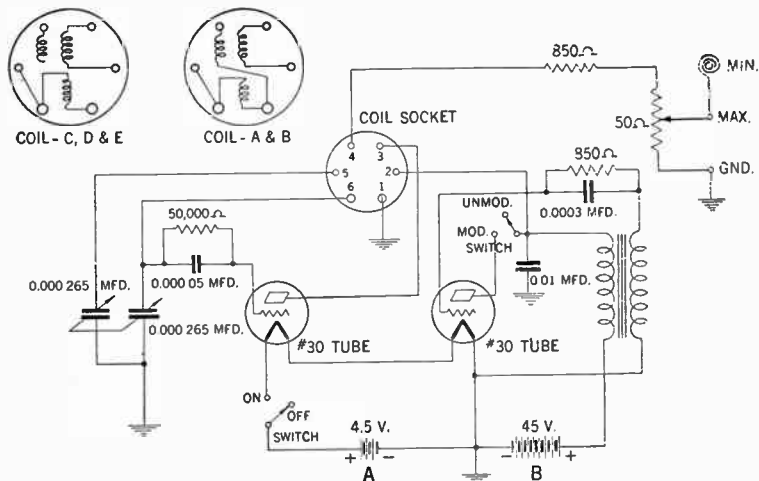 850Ω
MIN.
COIL - C, D & E
COIL - A & B
COIL SOCKET
50Ω
MAX.
4
3
5
2
850Ω
GND.
6
1
UNMOD.
0.0003 MFD.
50,000Ω
MOD.
SWITCH
0.000 265 MFD.
0.000 05 MFD.
0.01 MFD.
0.000 265 MFD.
#30 TUBE
#30 TUBE
ON
OFF
SWITCH
4.5 V.
45 V.
+ -
- +
A
B